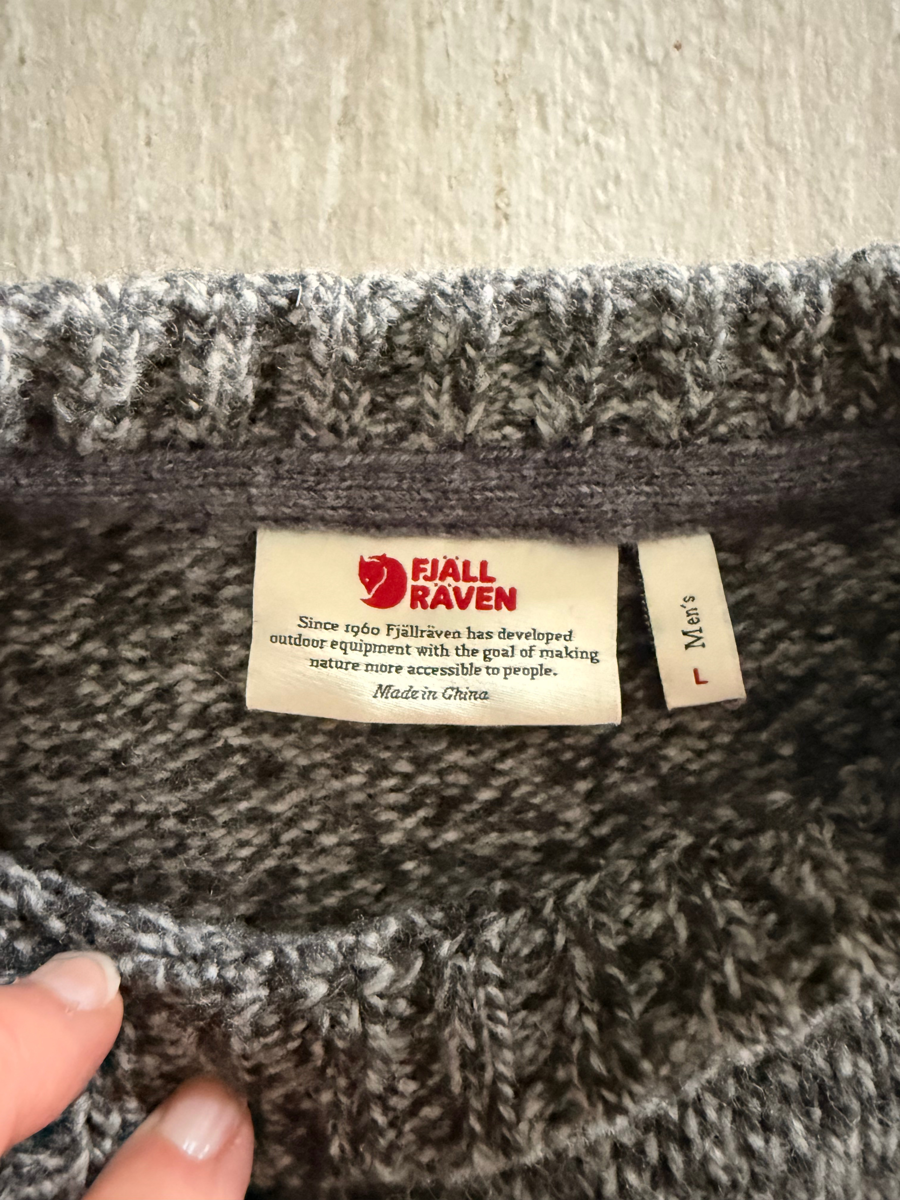 FJÄLL
RÄVEN
Since 1960 Fjällräven has developed
outdoor equipment with the goal of making
nature more accessible to people.
Made in China
Men's
L